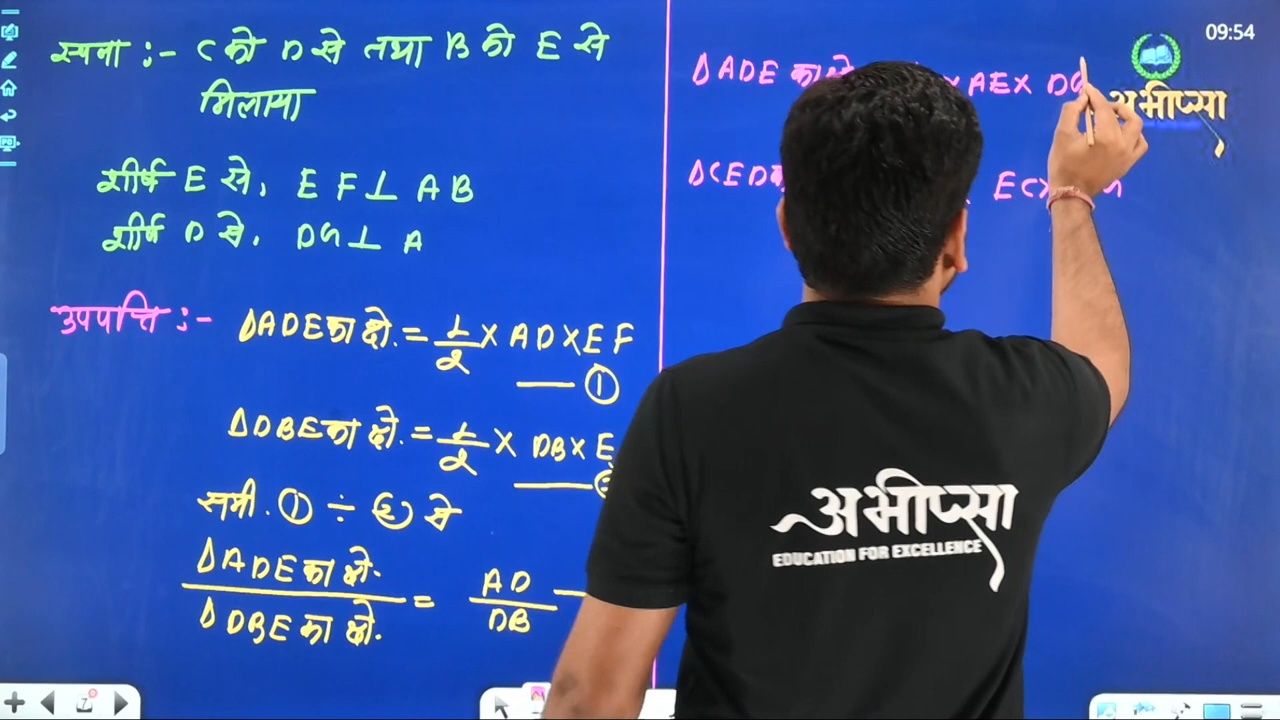 रचना :- C को D से तथा B को E से
मिलाया
शीर्ष E से, EF ⊥ AB
शीर्ष D से, DG ⊥ A
उपपत्ति :- ΔADE का क्षे. = 1/2 × AD × EF
—— ①
ΔDBE का क्षे. = 1/2 × DB × E
——
समी. ① ÷ ② से
ΔADE का क्षे. / ΔDBE का क्षे. = AD / DB —
ΔADE का × AE × DG
ΔCED EC ×
09:54
अभीप्सा
अभीप्सा
EDUCATION FOR EXCELLENCE
7